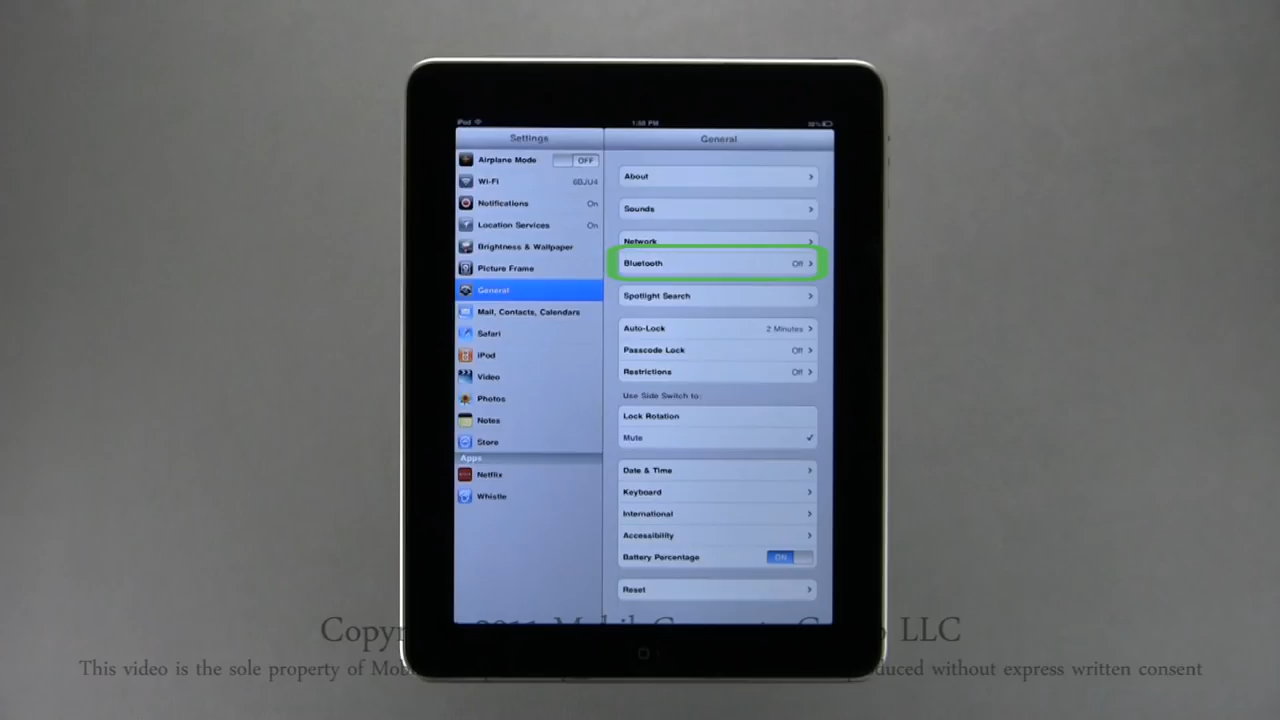 iPod 1:58 PM
Settings
General
Airplane Mode OFF
Wi-Fi 6BJU4
Notifications On
Location Services On
Brightness & Wallpaper
Picture Frame
General
Mail, Contacts, Calendars
Safari
iPod
Video
Photos
Notes
Store
Apps
Netflix
Whistle
About
Sounds
Network
Bluetooth Off
Spotlight Search
Auto-Lock 2 Minutes
Passcode Lock Off
Restrictions Off
Use Side Switch to:
Lock Rotation
Mute
Date & Time
Keyboard
International
Accessibility
Battery Percentage ON
Reset
LLC
This video is the sole property of without express written consent